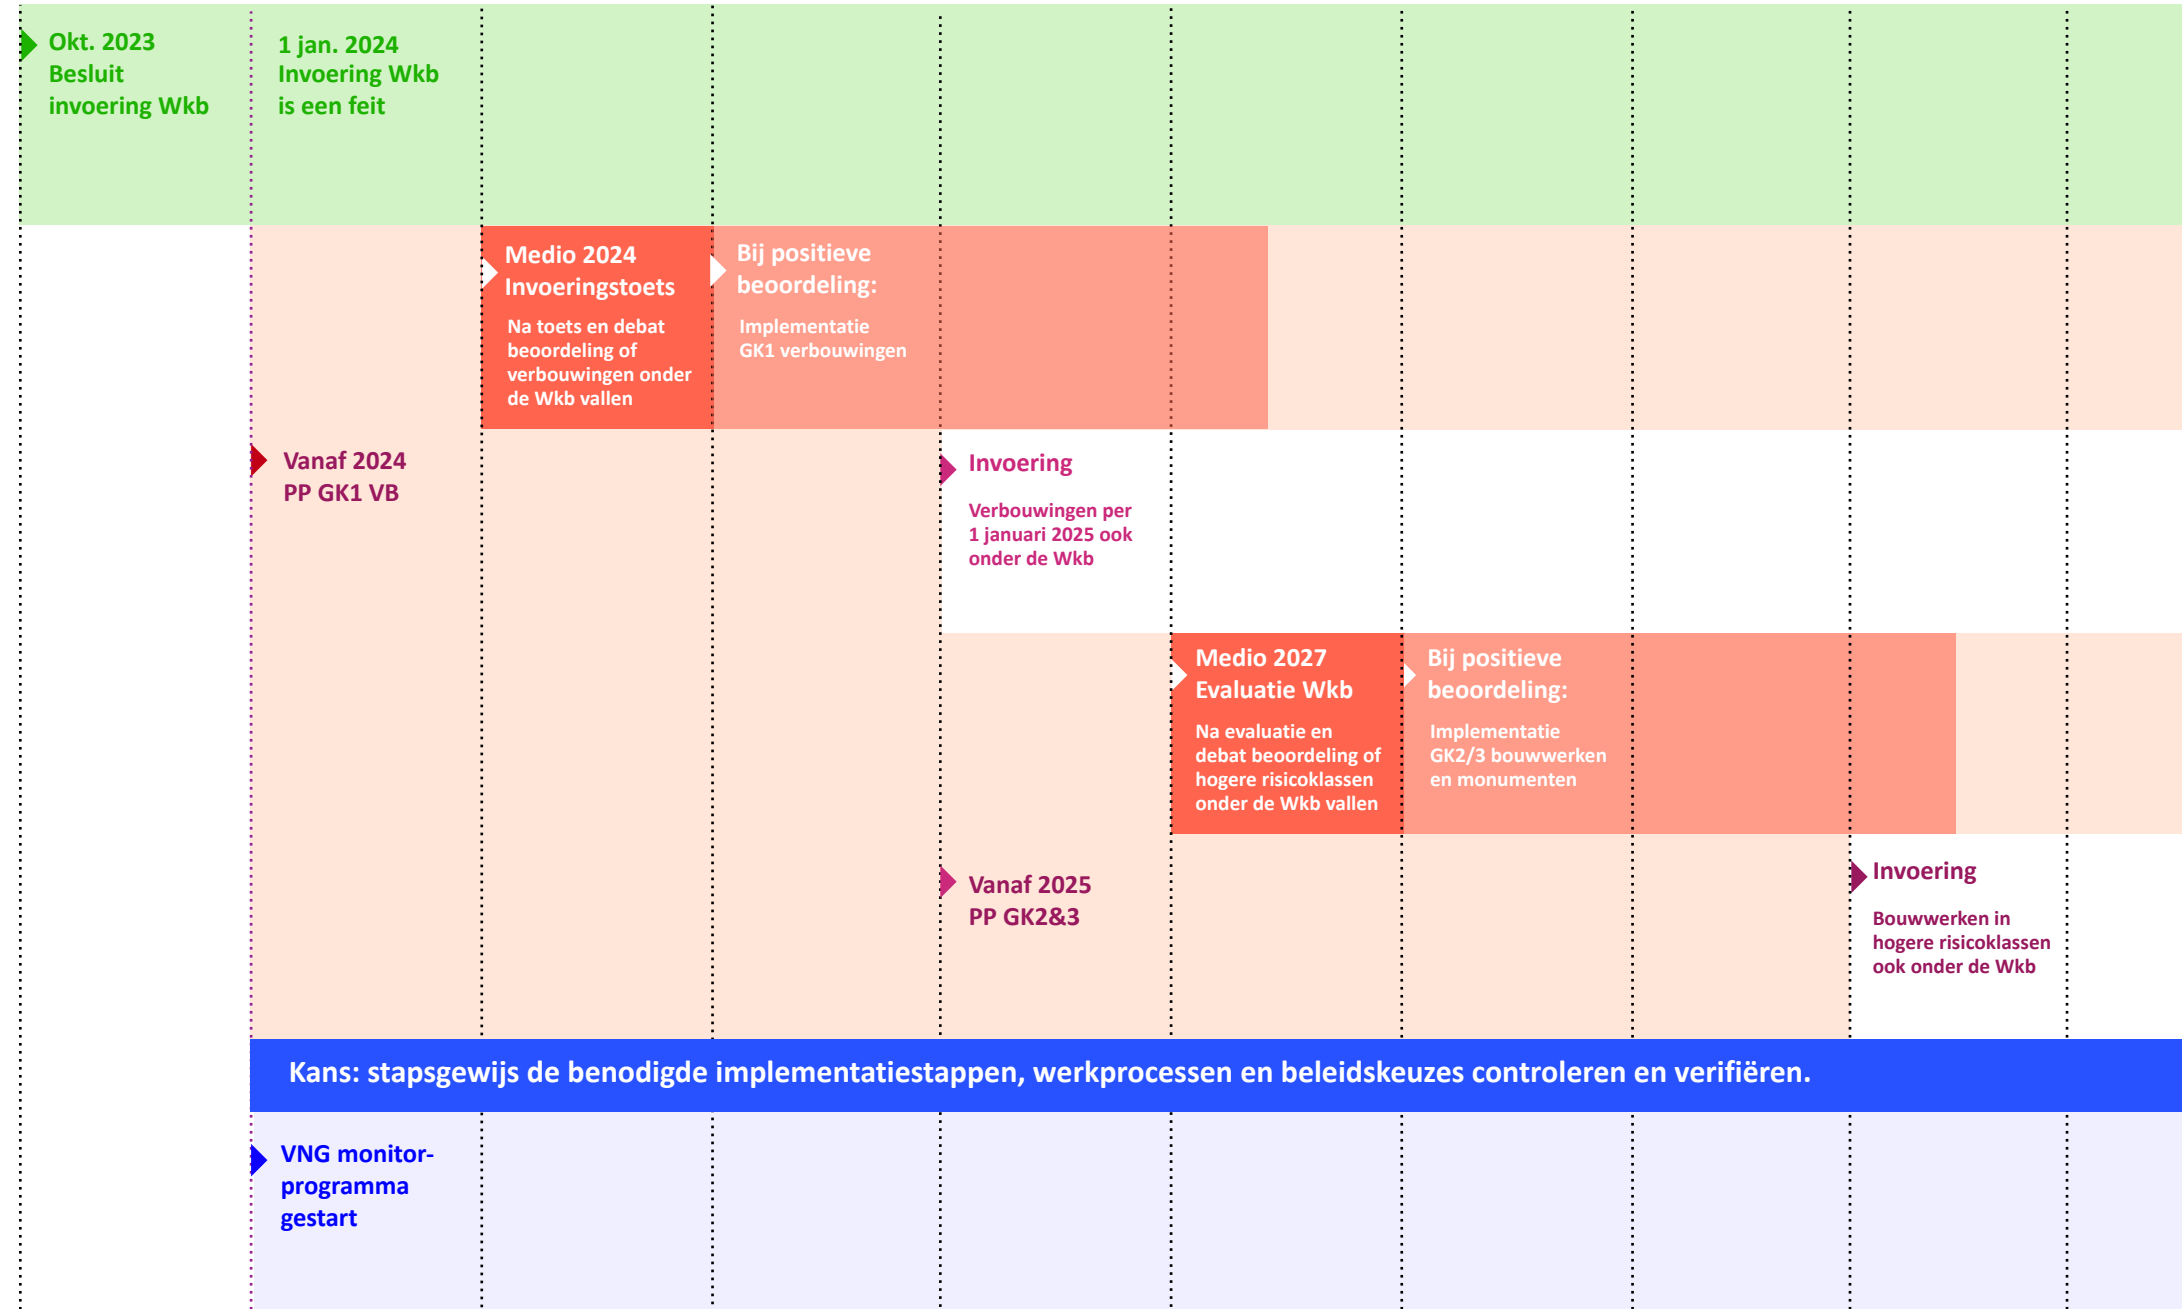 Okt. 2023
Besluit
invoering Wkb
1 jan. 2024
Invoering Wkb
is een feit
Medio 2024
Invoeringstoets
Na toets en debat
beoordeling of
verbouwingen onder
de Wkb vallen
Bij positieve
beoordeling:
Implementatie
GK1 verbouwingen
Vanaf 2024
PP GK1 VB
Invoering
Verbouwingen per
1 januari 2025 ook
onder de Wkb
Medio 2027
Evaluatie Wkb
Na evaluatie en
debat beoordeling of
hogere risicoklassen
onder de Wkb vallen
Bij positieve
beoordeling:
Implementatie
GK2/3 bouwwerken
en monumenten
Vanaf 2025
PP GK2&3
Invoering
Bouwwerken in
hogere risicoklassen
ook onder de Wkb
Kans: stapsgewijs de benodigde implementatiestappen, werkprocessen en beleidskeuzes controleren en verifiëren.
VNG monitor-
programma
gestart